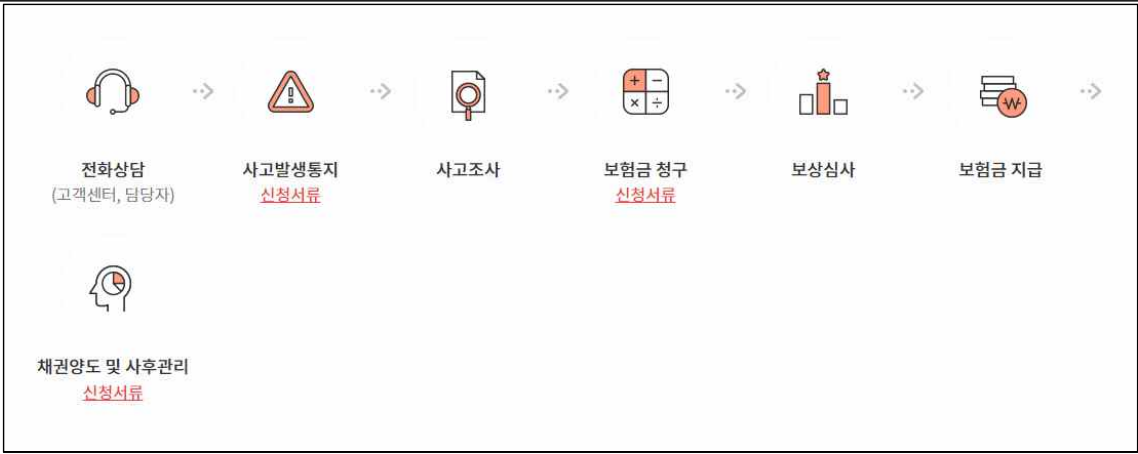 전화상담
(고객센터, 담당자)
사고발생통지
신청서류
사고조사
보험금 청구
신청서류
보상심사
보험금 지급
채권양도 및 사후관리
신청서류